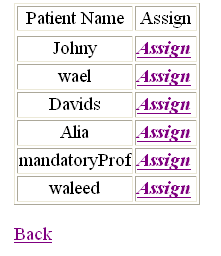 Patient Name Assign
Johny Assign
wael Assign
Davids Assign
Alia Assign
mandatoryProf Assign
waleed Assign
Back